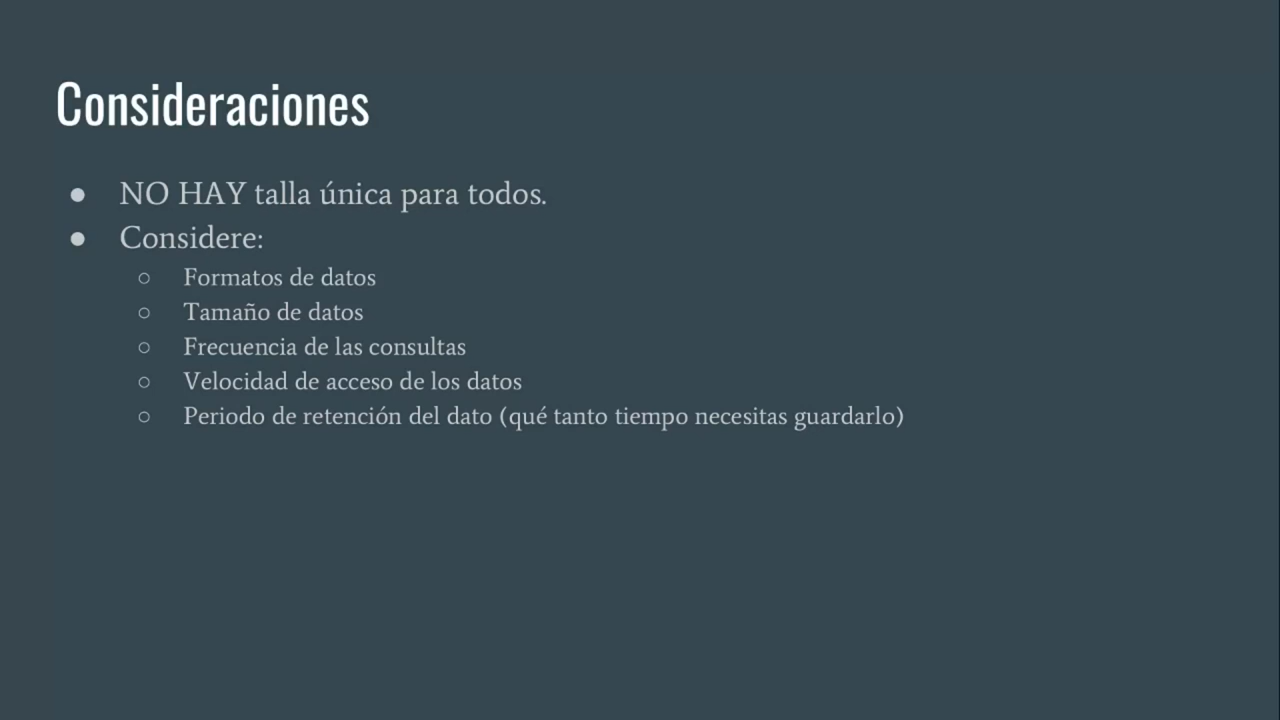 Consideraciones
● NO HAY talla única para todos.
● Considere:
○ Formatos de datos
○ Tamaño de datos
○ Frecuencia de las consultas
○ Velocidad de acceso de los datos
○ Periodo de retención del dato (qué tanto tiempo necesitas guardarlo)